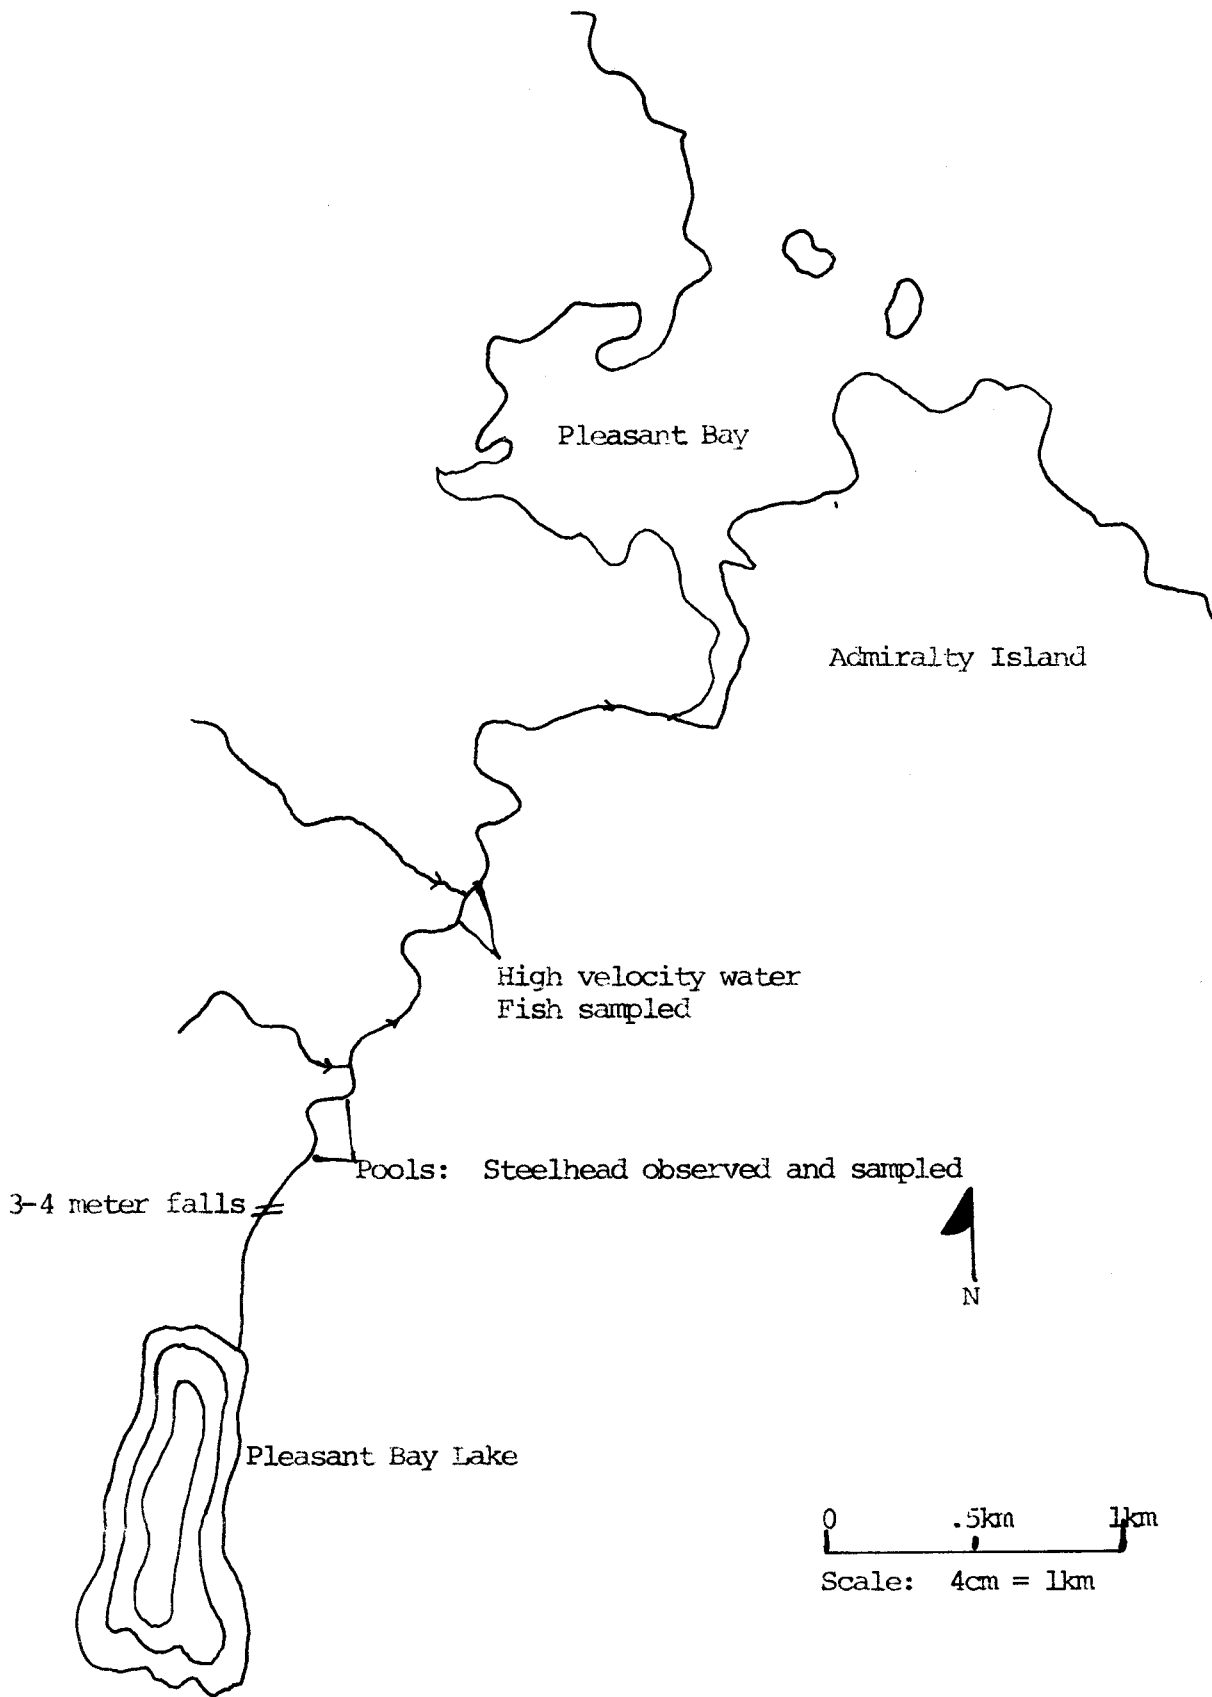 Pleasant Bay
Admiralty Island
High velocity water
Fish sampled
Pools: Steelhead observed and sampled
3-4 meter falls
N
Pleasant Bay Lake
0 .5km 1km
Scale: 4cm = 1km